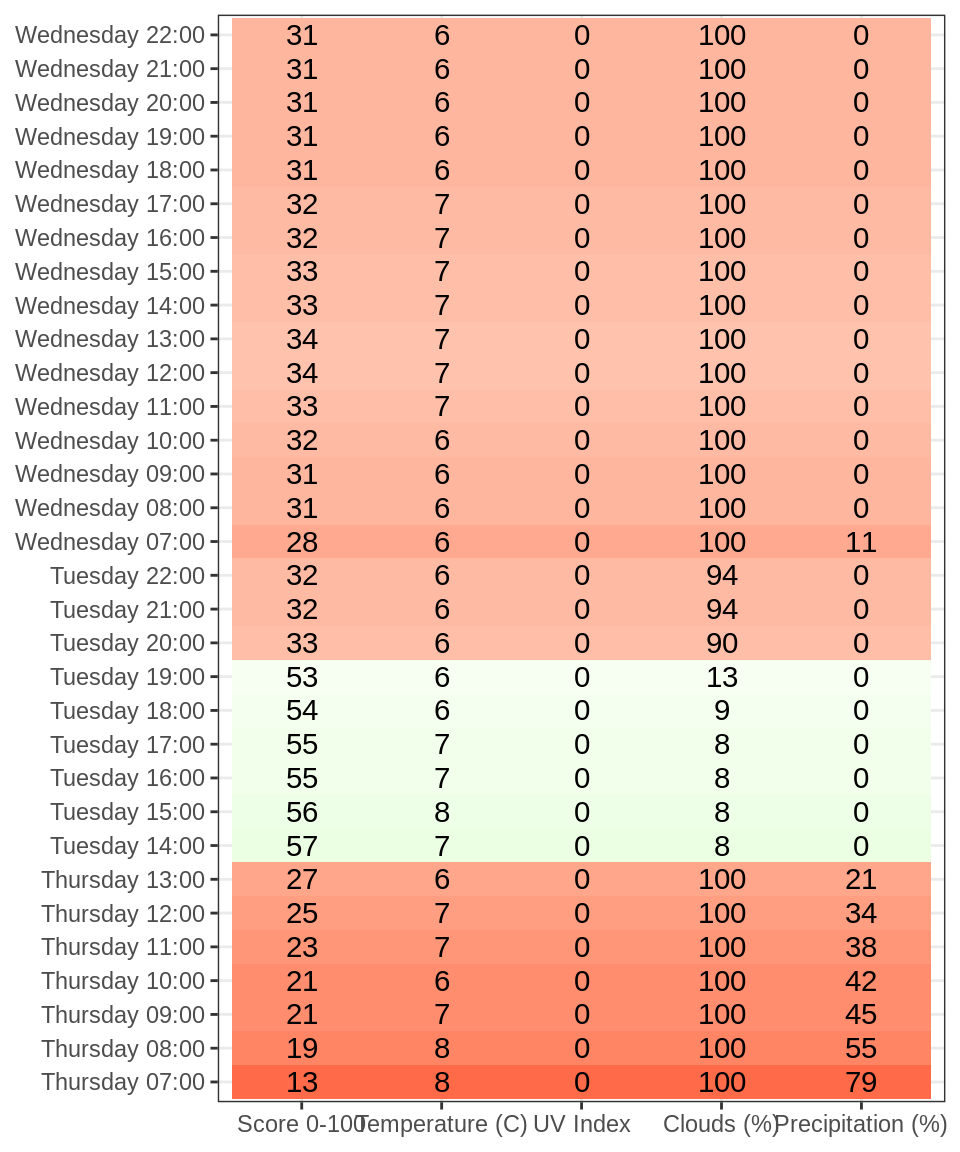 Wednesday 22:00 31 6 0 100 0
Wednesday 21:00 31 6 0 100 0
Wednesday 20:00 31 6 0 100 0
Wednesday 19:00 31 6 0 100 0
Wednesday 18:00 31 6 0 100 0
Wednesday 17:00 32 7 0 100 0
Wednesday 16:00 32 7 0 100 0
Wednesday 15:00 33 7 0 100 0
Wednesday 14:00 33 7 0 100 0
Wednesday 13:00 34 7 0 100 0
Wednesday 12:00 34 7 0 100 0
Wednesday 11:00 33 7 0 100 0
Wednesday 10:00 32 6 0 100 0
Wednesday 09:00 31 6 0 100 0
Wednesday 08:00 31 6 0 100 0
Wednesday 07:00 28 6 0 100 11
Tuesday 22:00 32 6 0 94 0
Tuesday 21:00 32 6 0 94 0
Tuesday 20:00 33 6 0 90 0
Tuesday 19:00 53 6 0 13 0
Tuesday 18:00 54 6 0 9 0
Tuesday 17:00 55 7 0 8 0
Tuesday 16:00 55 7 0 8 0
Tuesday 15:00 56 8 0 8 0
Tuesday 14:00 57 7 0 8 0
Thursday 13:00 27 6 0 100 21
Thursday 12:00 25 7 0 100 34
Thursday 11:00 23 7 0 100 38
Thursday 10:00 21 6 0 100 42
Thursday 09:00 21 7 0 100 45
Thursday 08:00 19 8 0 100 55
Thursday 07:00 13 8 0 100 79
Score 0-100 Temperature (C) UV Index Clouds (%) Precipitation (%)